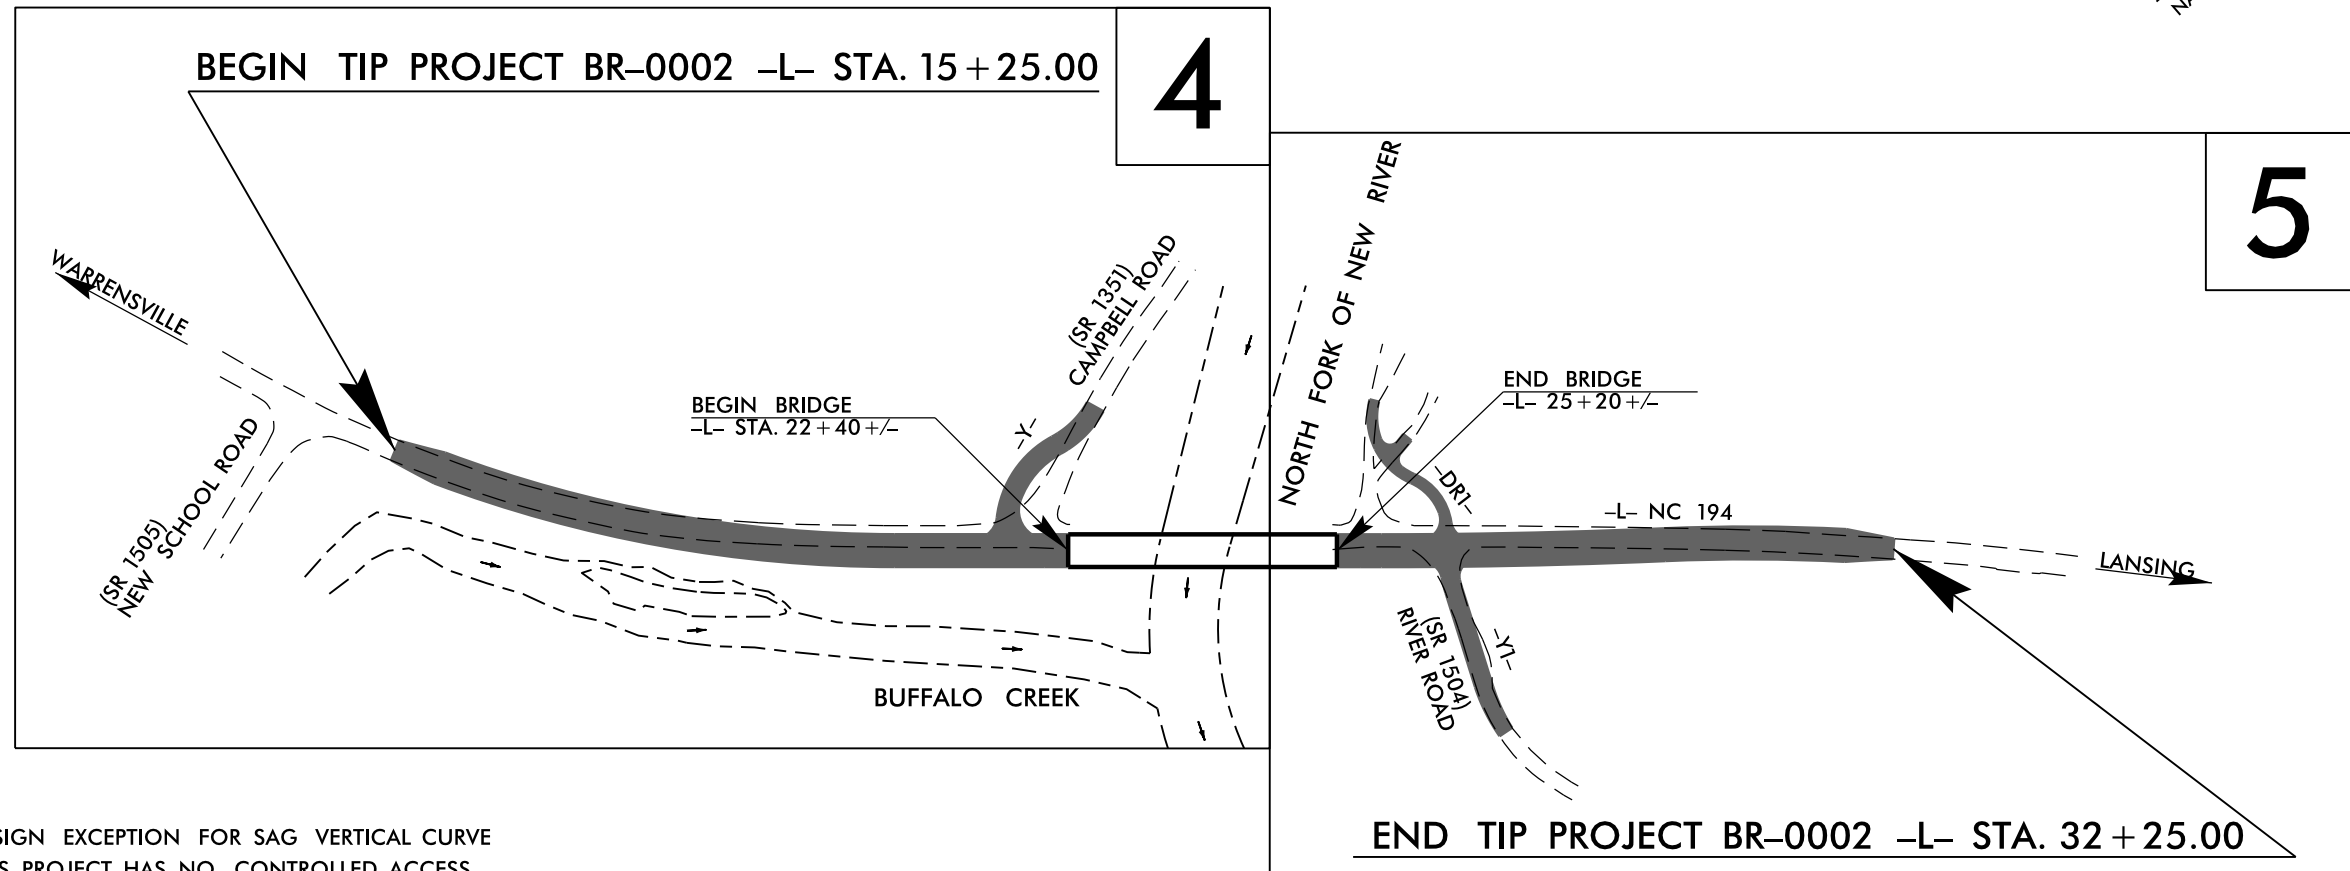 BEGIN TIP PROJECT BR–0002 –L– STA. 15+25.00
4
5
WARRENSVILLE
(SR 1505)
NEW SCHOOL ROAD
BEGIN BRIDGE
–L– STA. 22+40+/–
–Y–
(SR 1351)
CAMPBELL ROAD
NORTH FORK OF NEW RIVER
END BRIDGE
–L– 25+20+/–
–DR1–
–L– NC 194
LANSING
(SR 1504)
RIVER ROAD
–Y1–
BUFFALO CREEK
END TIP PROJECT BR–0002 –L– STA. 32+25.00
SIGN EXCEPTION FOR SAG VERTICAL CURVE
S PROJECT HAS NO CONTROLLED ACCESS